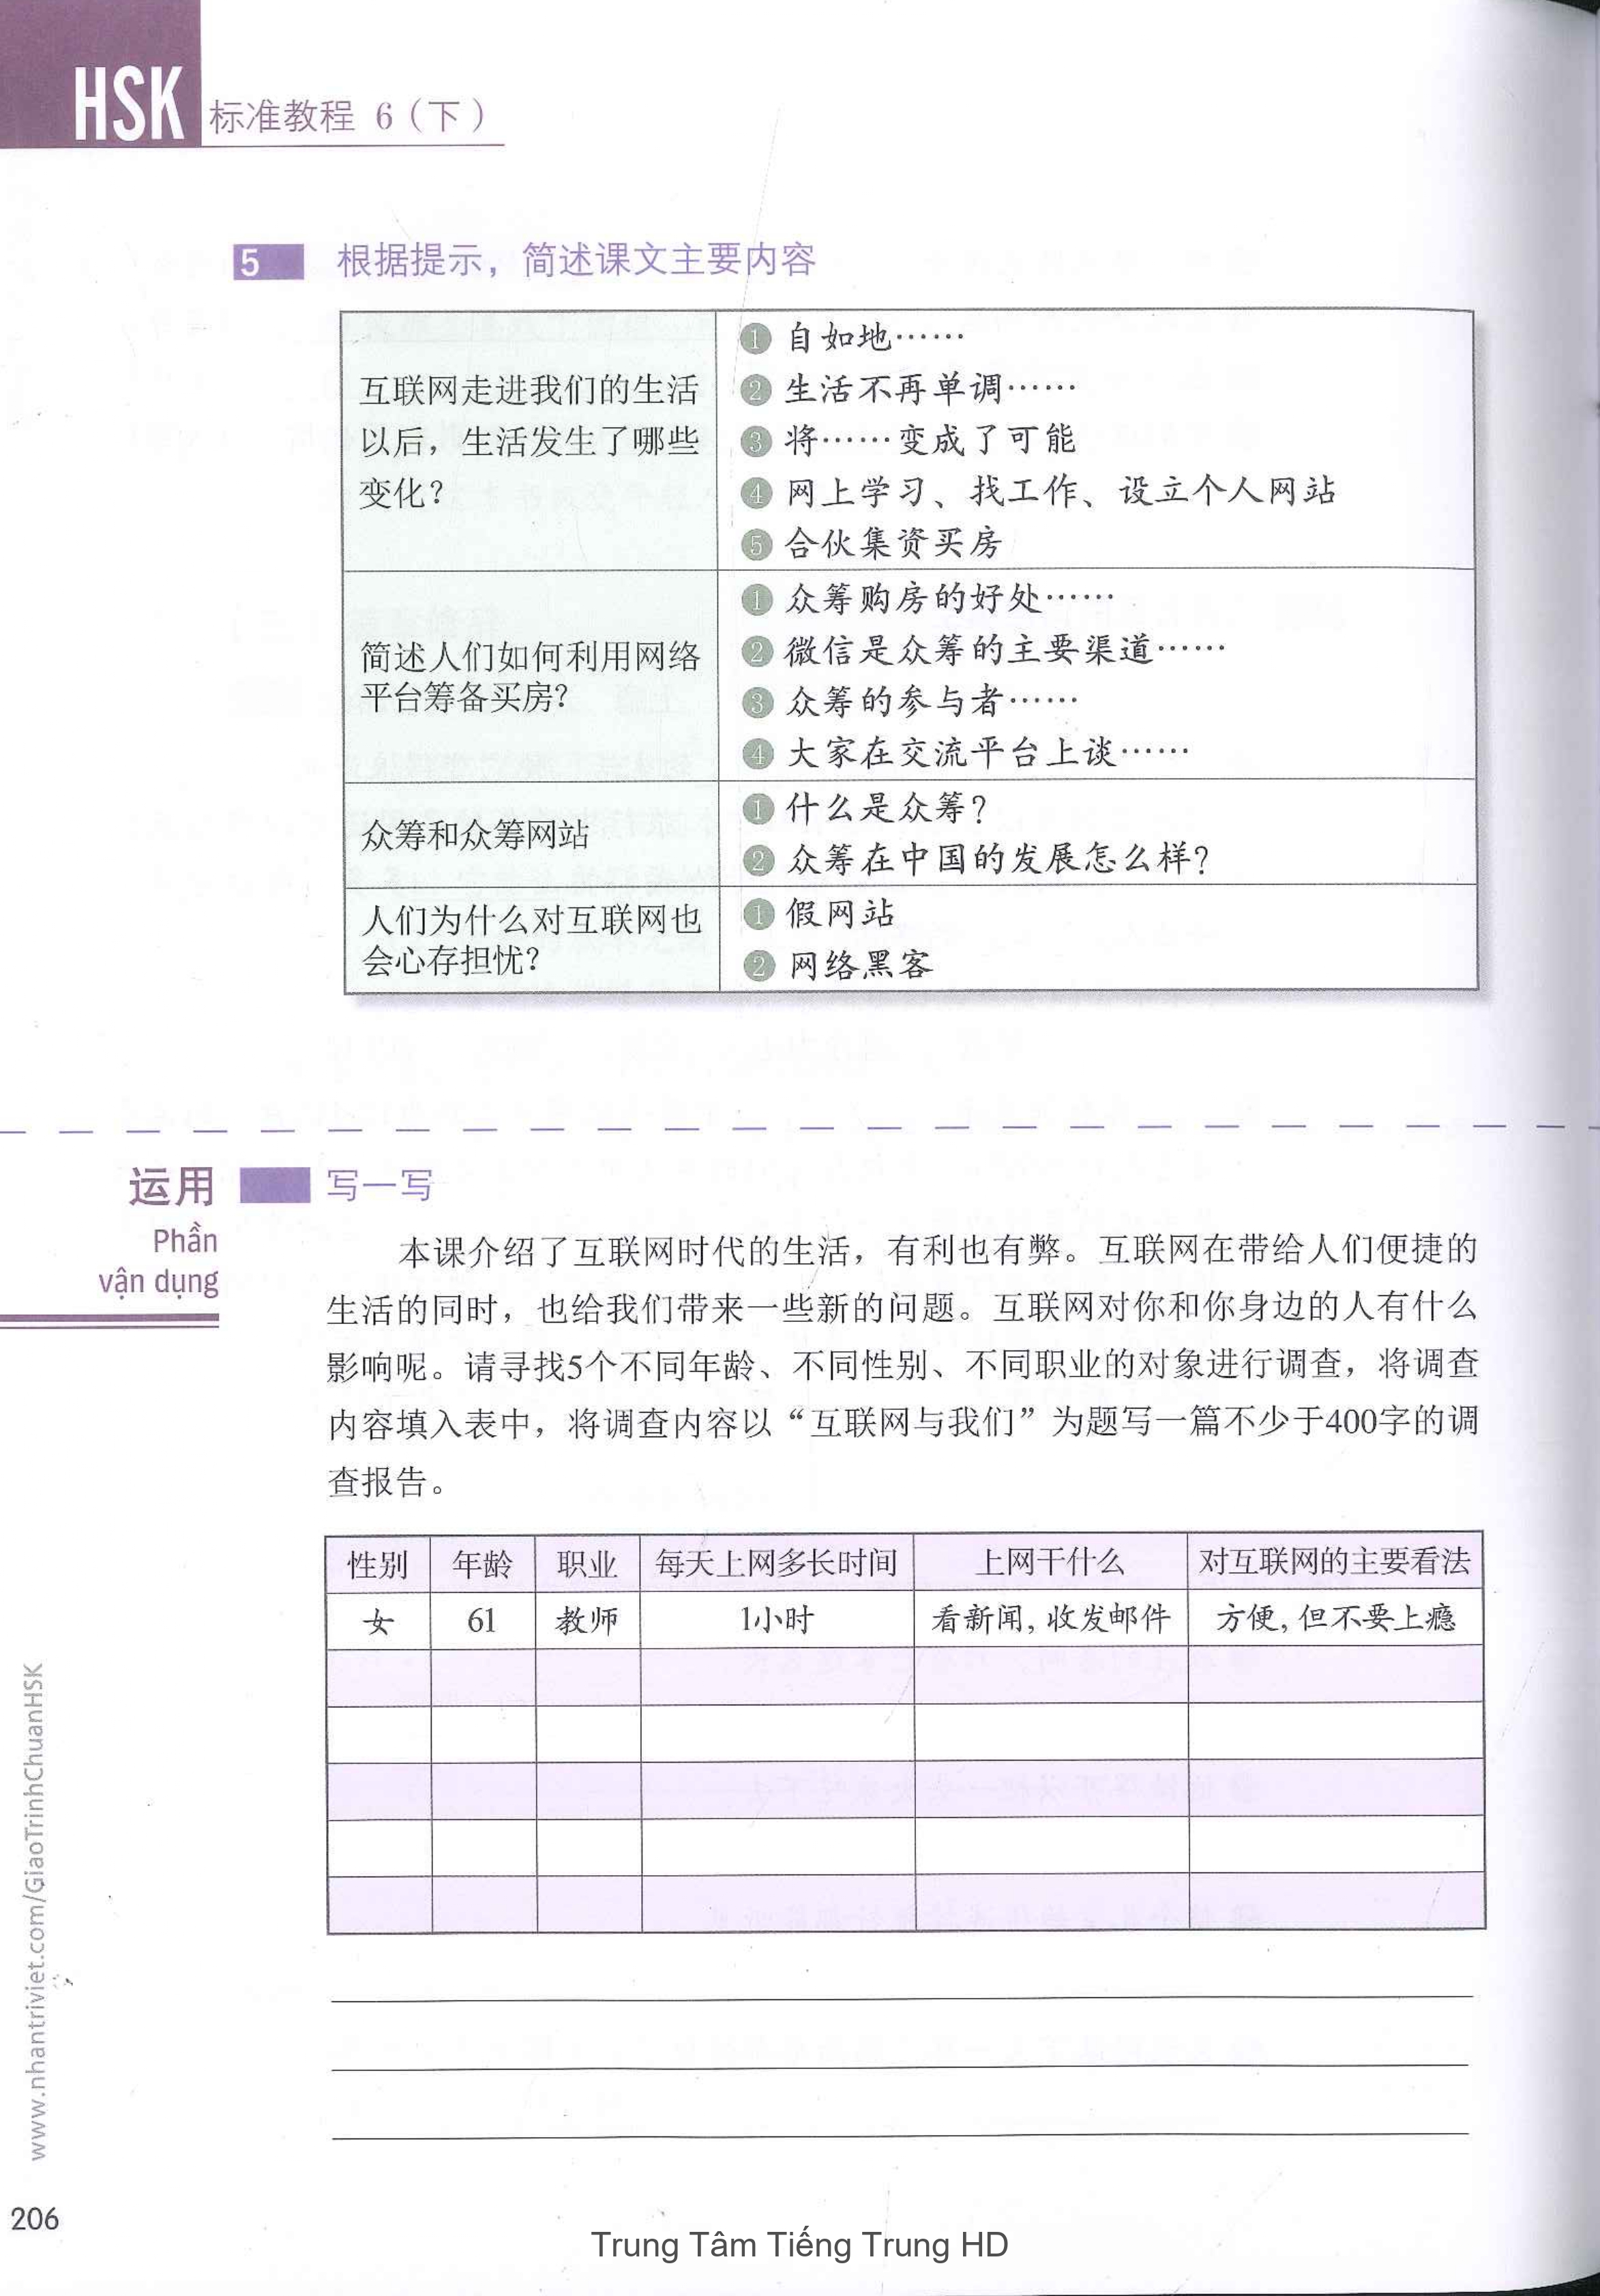 HSK 标准教程 6（下）
5 根据提示，简述课文主要内容
互联网走进我们的生活
以后，生活发生了哪些
变化？
1 自如地……
2 生活不再单调……
3 将……变成了可能
4 网上学习、找工作、设立个人网站
5 合伙集资买房
简述人们如何利用网络
平台筹备买房？
1 众筹购房的好处……
2 微信是众筹的主要渠道……
3 众筹的参与者……
4 大家在交流平台上谈……
众筹和众筹网站
1 什么是众筹？
2 众筹在中国的发展怎么样？
人们为什么对互联网也
会心存担忧？
1 假网站
2 网络黑客
运用
Phần
vận dụng
写一写
本课介绍了互联网时代的生活，有利也有弊。互联网在带给人们便捷的
生活的同时，也给我们带来一些新的问题。互联网对你和你身边的人有什么
影响呢。请寻找5个不同年龄、不同性别、不同职业的对象进行调查，将调查
内容填入表中，将调查内容以“互联网与我们”为题写一篇不少于400字的调
查报告。
性别 年龄 职业 每天上网多长时间 上网干什么 对互联网的主要看法
女 61 教师 1小时 看新闻，收发邮件 方便，但不要上瘾
www.nhantriviet.com/GiaoTrinhChuanHSK
206
Trung Tâm Tiếng Trung HD